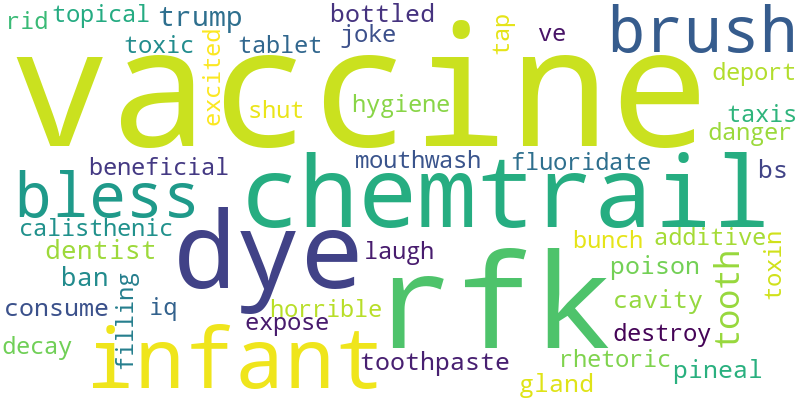 rid
topical
trump
bottled
brush
toxic
tablet
joke
tap
ve
excited
vaccine
deport
shut
hygiene
taxis
danger
beneficial
mouthwash
fluoridate
bs
bless
chemtrail
calisthenic
dye
dentist
laugh
bunch
additive
toxin
ban
rfk
poison
tooth
consume
iq
fillling
horrible
cavity
expose
destroy
decay
infant
toothpaste
rhetoric
pineal
gland